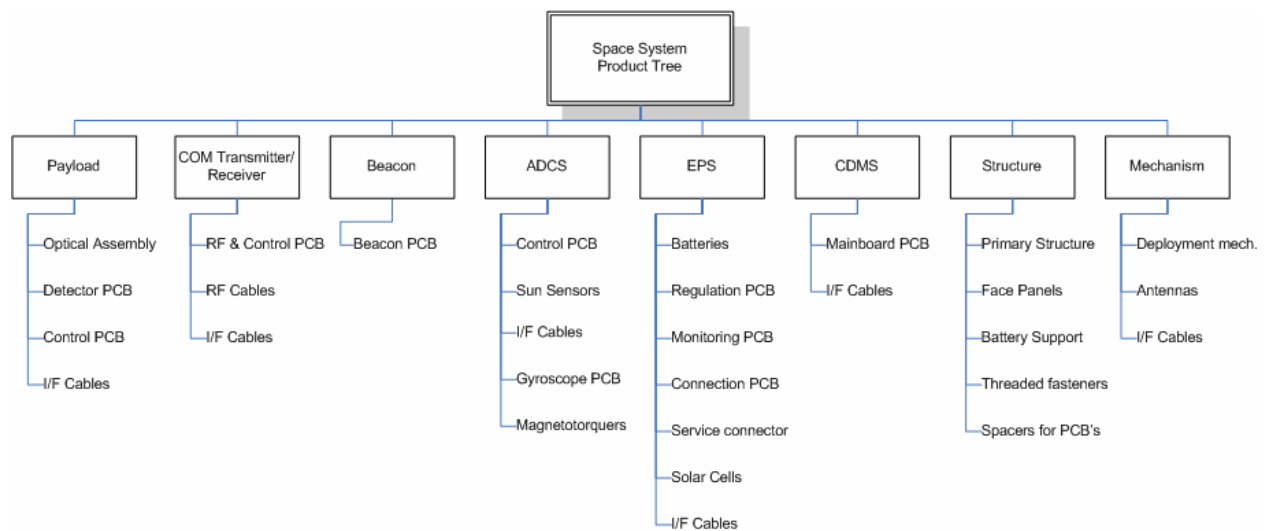 Space System
Product Tree
Payload
COM Transmitter/
Receiver
Beacon
ADCS
EPS
CDMS
Structure
Mechanism
Optical Assembly
Detector PCB
Control PCB
I/F Cables
RF & Control PCB
RF Cables
I/F Cables
Beacon PCB
Control PCB
Sun Sensors
I/F Cables
Gyroscope PCB
Magnetotorquers
Batteries
Regulation PCB
Monitoring PCB
Connection PCB
Service connector
Solar Cells
I/F Cables
Mainboard PCB
I/F Cables
Primary Structure
Face Panels
Battery Support
Threaded fasteners
Spacers for PCB's
Deployment mech.
Antennas
I/F Cables